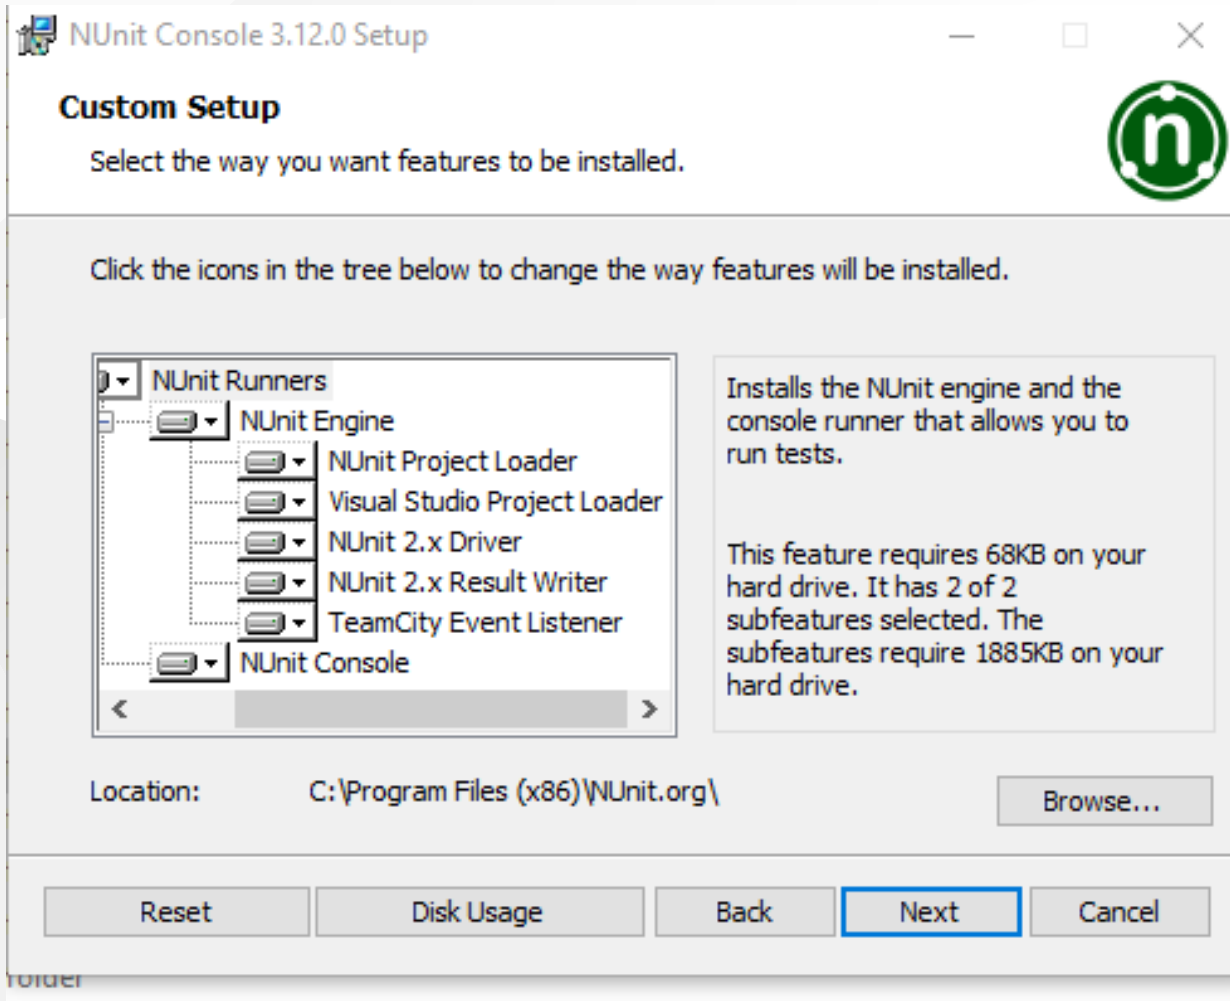 NUnit Console 3.12.0 Setup
Custom Setup
Select the way you want features to be installed.
n
Click the icons in the tree below to change the way features will be installed.
NUnit Runners
NUnit Engine
NUnit Project Loader
Visual Studio Project Loader
NUnit 2.x Driver
NUnit 2.x Result Writer
TeamCity Event Listener
NUnit Console
Installs the NUnit engine and the
console runner that allows you to
run tests.
This feature requires 68KB on your
hard drive. It has 2 of 2
subfeatures selected. The
subfeatures require 1885KB on your
hard drive.
Location: C:\Program Files (x86)\NUnit.org\
Browse...
Reset Disk Usage Back Next Cancel
folder